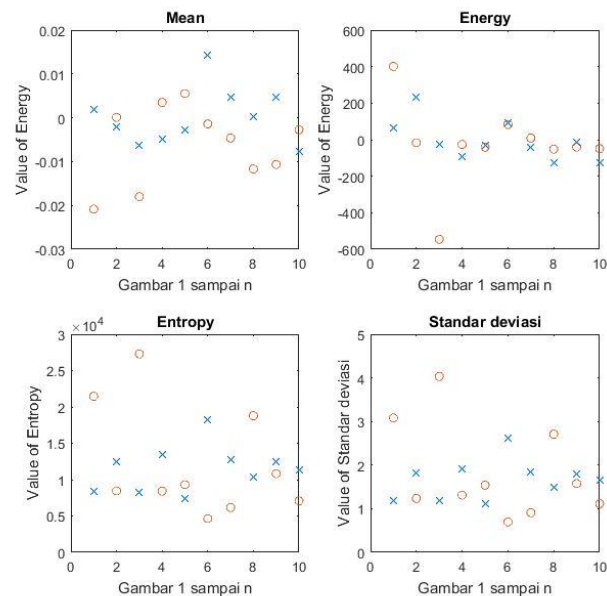 Mean
0.02
0.01
0
-0.01
-0.02
-0.03
Value of Energy
0 2 4 6 8 10
Gambar 1 sampai n
Energy
600
400
200
0
-200
-400
-600
Value of Energy
0 2 4 6 8 10
Gambar 1 sampai n
Entropy
×10⁴
3
2.5
2
1.5
1
0.5
0
Value of Entropy
0 2 4 6 8 10
Gambar 1 sampai n
Standar deviasi
5
4
3
2
1
0
Value of Standar deviasi
0 2 4 6 8 10
Gambar 1 sampai n